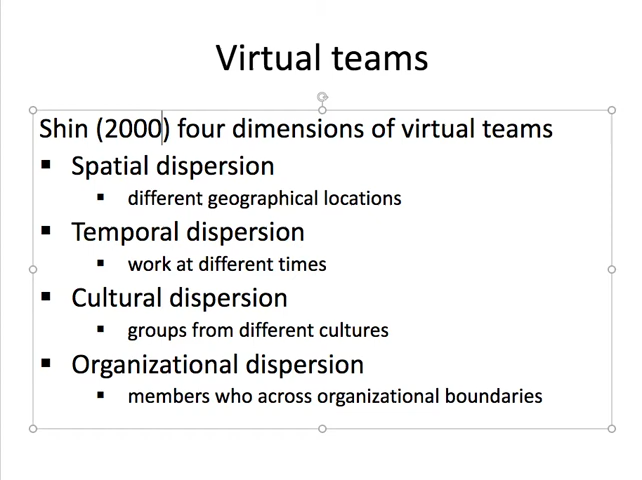 Virtual teams
Shin (2000) four dimensions of virtual teams
▪ Spatial dispersion
▪ different geographical locations
▪ Temporal dispersion
▪ work at different times
▪ Cultural dispersion
▪ groups from different cultures
▪ Organizational dispersion
▪ members who across organizational boundaries